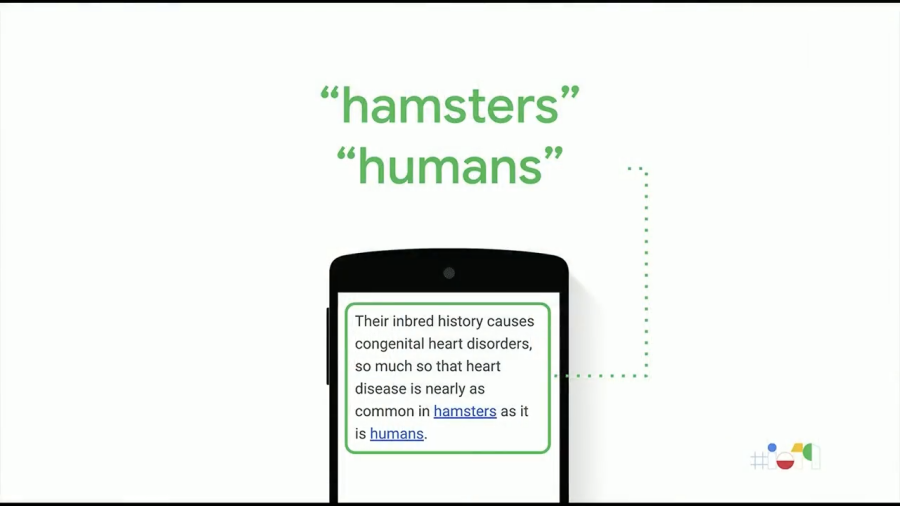 “hamsters”
“humans”
Their inbred history causes
congenital heart disorders,
so much so that heart
disease is nearly as
common in hamsters as it
is humans.
#io19